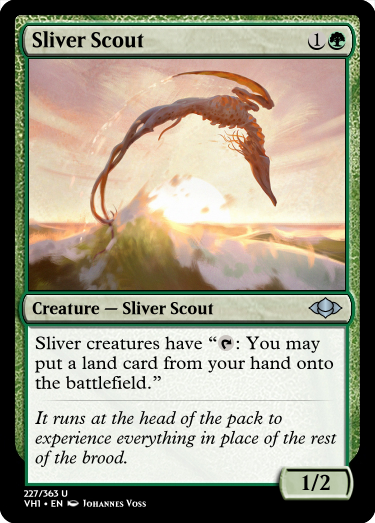 Sliver Scout 1
Creature — Sliver Scout
Sliver creatures have “: You may
put a land card from your hand onto
the battlefield.”
It runs at the head of the pack to
experience everything in place of the rest
of the brood.
1/2
227/363 U
VH1 • EN Johannes Voss